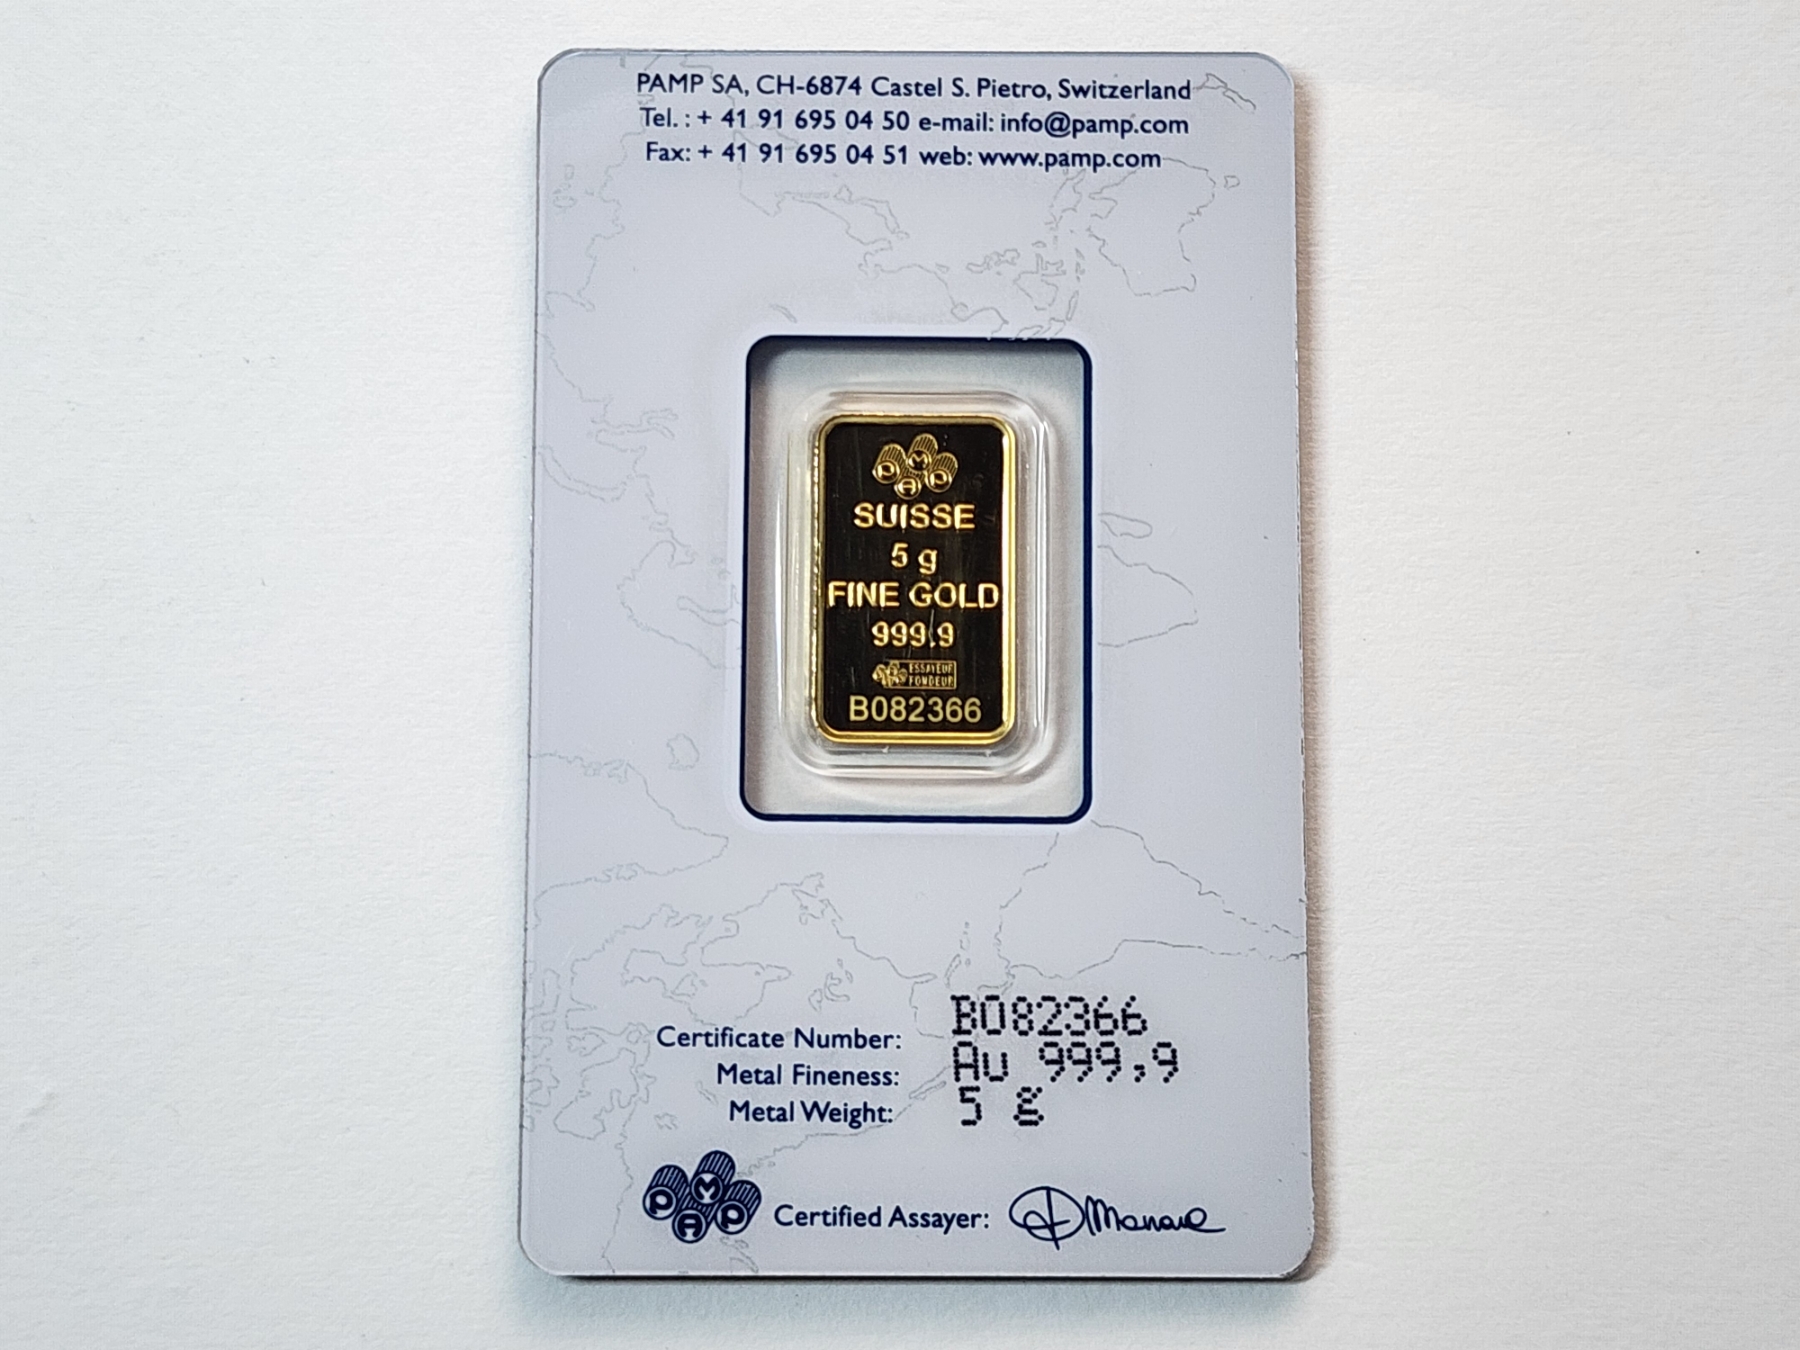 PAMP SA, CH-6874 Castel S. Pietro, Switzerland
Tel. : + 41 91 695 04 50 e-mail: info@pamp.com
Fax: + 41 91 695 04 51 web: www.pamp.com
PAMP
SUISSE
5 g
FINE GOLD
999.9
ESSAYEUR
FONDEUR
B082366
Certificate Number: B082366
Metal Fineness: Au 999,9
Metal Weight: 5 g
PAMP Certified Assayer: